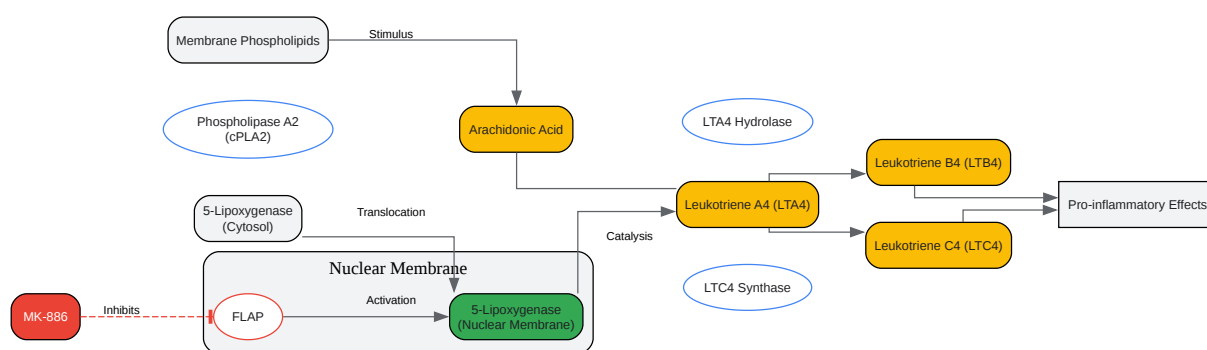 Membrane Phospholipids
Stimulus
Phospholipase A2
(cPLA2)
Arachidonic Acid
LTA4 Hydrolase
Leukotriene B4 (LTB4)
5-Lipoxygenase
(Cytosol)
Translocation
Leukotriene A4 (LTA4)
Pro-inflammatory Effects
Catalysis
Leukotriene C4 (LTC4)
Nuclear Membrane
LTC4 Synthase
MK-886
Inhibits
FLAP
Activation
5-Lipoxygenase
(Nuclear Membrane)